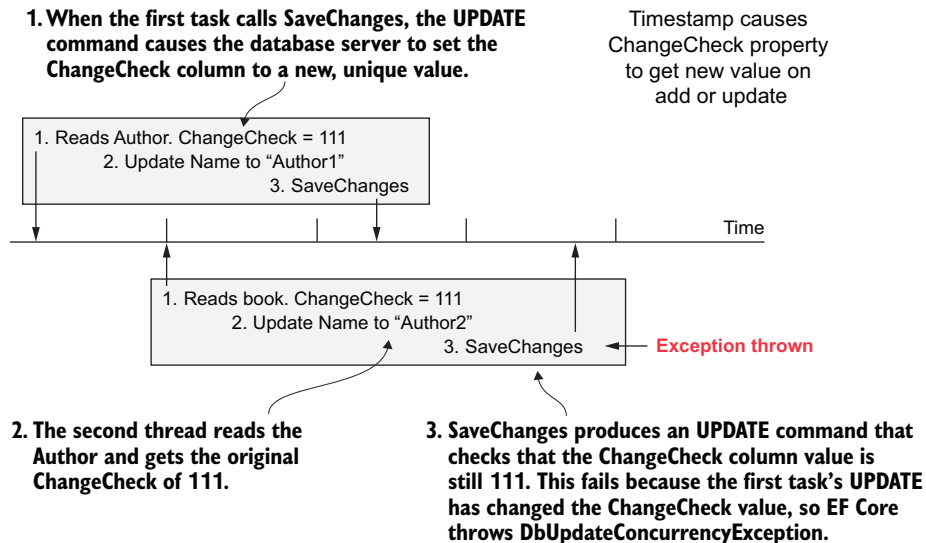 1. When the first task calls SaveChanges, the UPDATE
command causes the database server to set the
ChangeCheck column to a new, unique value.
Timestamp causes
ChangeCheck property
to get new value on
add or update
1. Reads Author. ChangeCheck = 111
2. Update Name to “Author1”
3. SaveChanges
Time
1. Reads book. ChangeCheck = 111
2. Update Name to “Author2”
3. SaveChanges
Exception thrown
2. The second thread reads the
Author and gets the original
ChangeCheck of 111.
3. SaveChanges produces an UPDATE command that
checks that the ChangeCheck column value is
still 111. This fails because the first task’s UPDATE
has changed the ChangeCheck value, so EF Core
throws DbUpdateConcurrencyException.